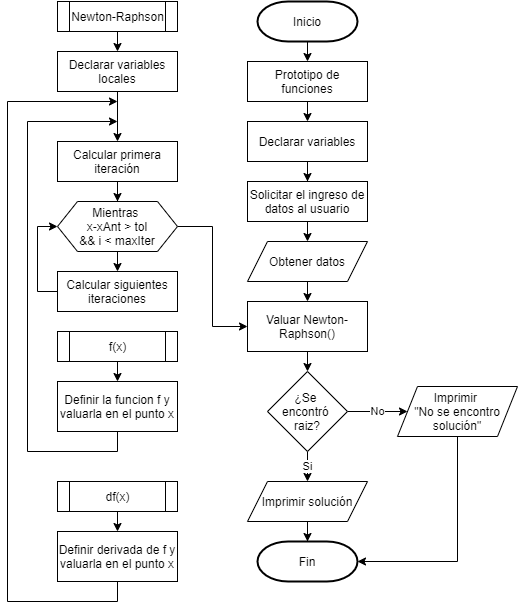 Newton-Raphson
Declarar variables
locales
Calcular primera
iteración
Mientras
x-xAnt > tol
&& i < maxIter
Calcular siguientes
iteraciones
f(x)
Definir la funcion f y
valuarla en el punto x
df(x)
Definir derivada de f y
valuarla en el punto x
Inicio
Prototipo de
funciones
Declarar variables
Solicitar el ingreso de
datos al usuario
Obtener datos
Valuar Newton-
Raphson()
¿Se
encontró
raiz?
No
Imprimir
"No se encontro
solución"
Si
Imprimir solución
Fin